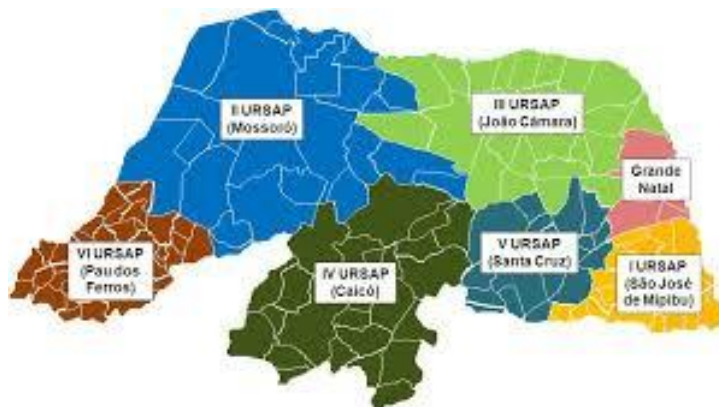 II URSAP
(Mossoró)
III URSAP
(João Câmara)
Grande
Natal
VI URSAP
(Pau dos
Ferros)
IV URSAP
(Caicó)
V URSAP
(Santa Cruz)
I URSAP
(São José
de Mipibu)